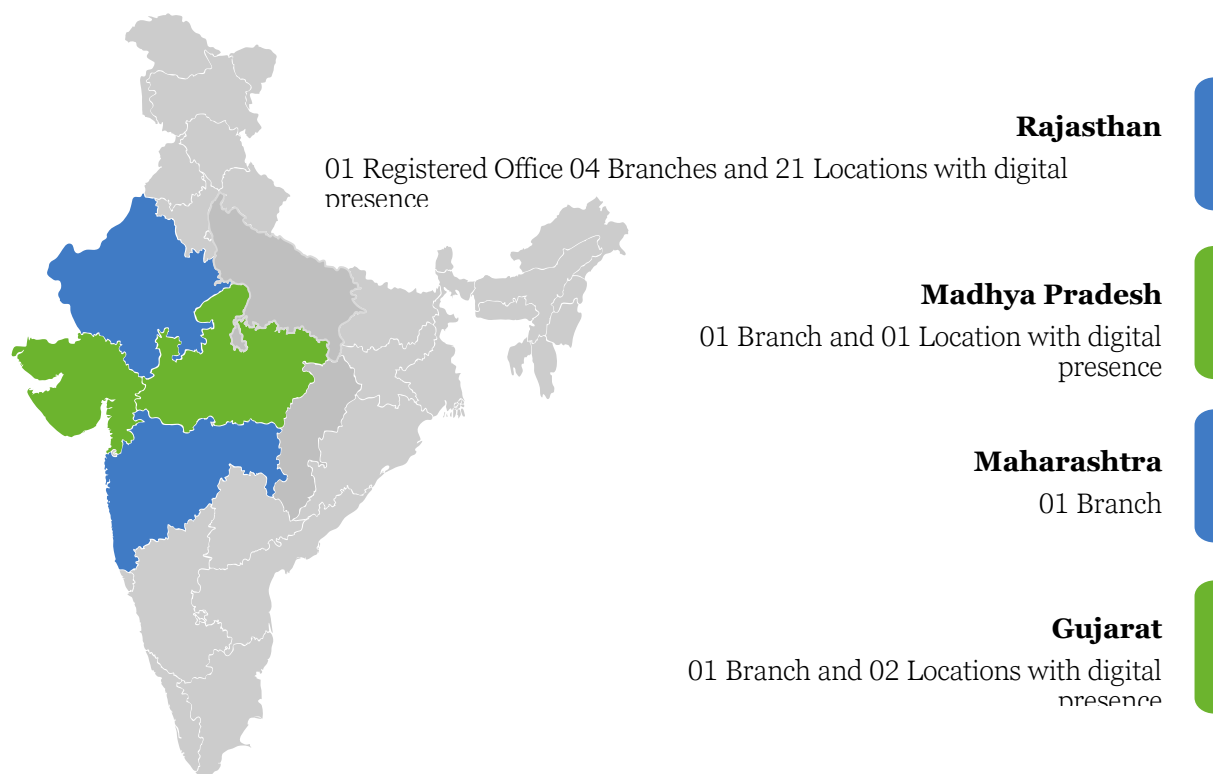 Rajasthan
01 Registered Office 04 Branches and 21 Locations with digital
presence
Madhya Pradesh
01 Branch and 01 Location with digital
presence
Maharashtra
01 Branch
Gujarat
01 Branch and 02 Locations with digital
presence